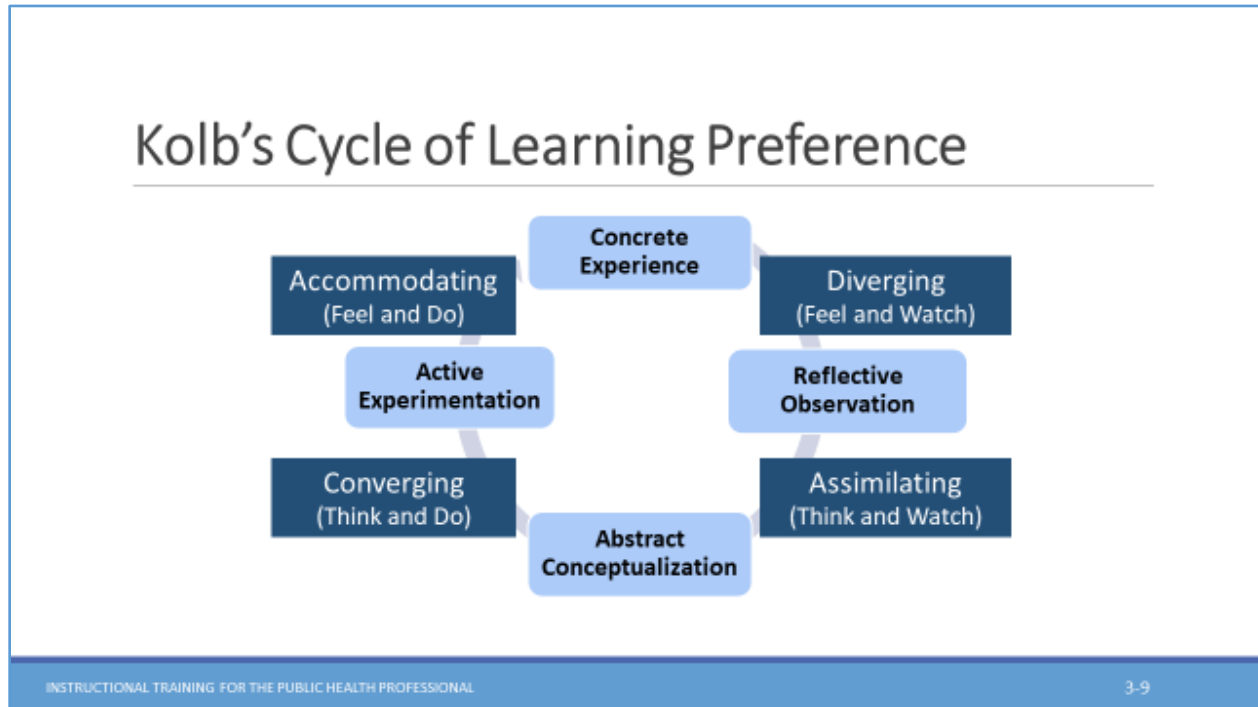 Kolb’s Cycle of Learning Preference
Concrete
Experience
Accommodating
(Feel and Do)
Diverging
(Feel and Watch)
Active
Experimentation
Reflective
Observation
Converging
(Think and Do)
Assimilating
(Think and Watch)
Abstract
Conceptualization
INSTRUCTIONAL TRAINING FOR THE PUBLIC HEALTH PROFESSIONAL
3-9